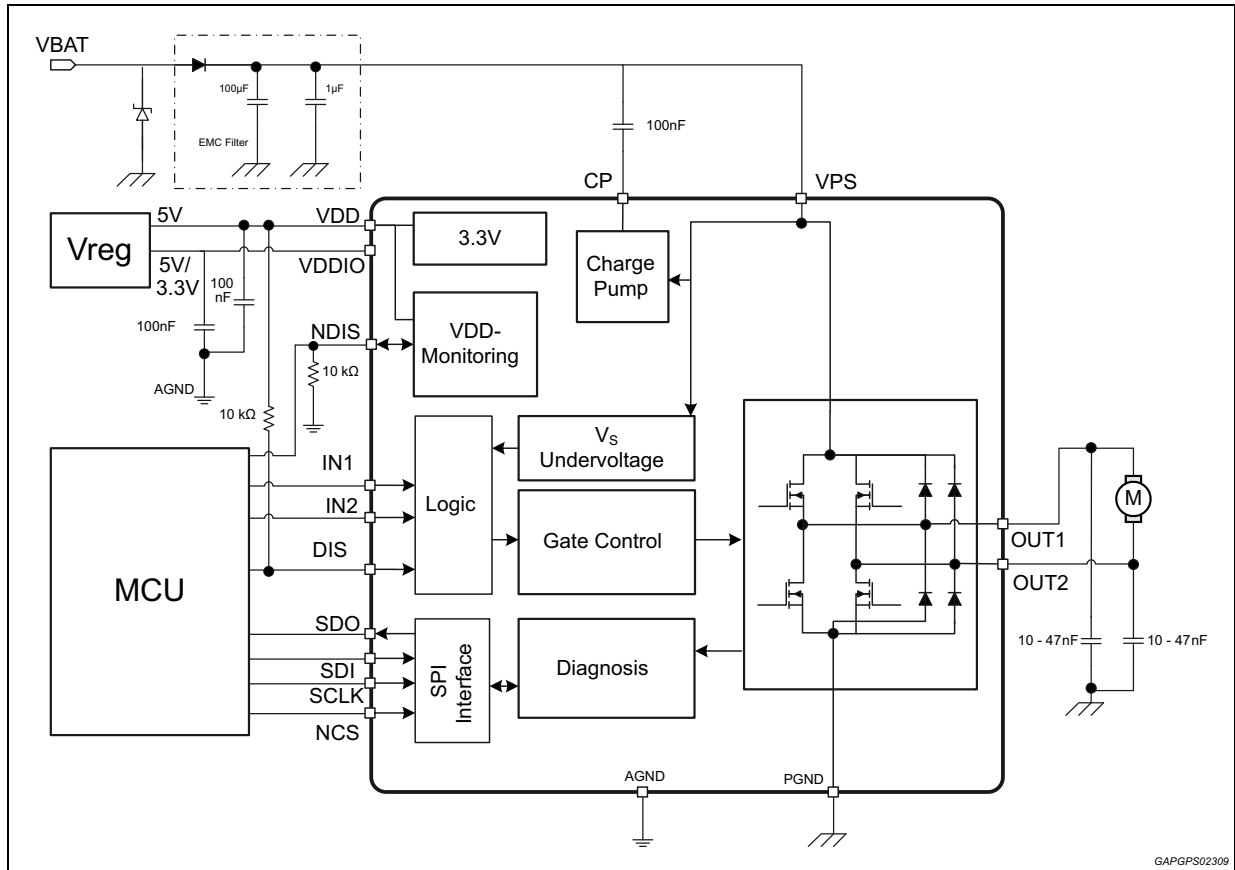 VBAT
100µF
1µF
EMC Filter
100nF
CP
VPS
Vreg
5V
5V/
3.3V
VDD
VDDIO
3.3V
Charge
Pump
100
nF
100nF
AGND
NDIS
10 kΩ
VDD-
Monitoring
10 kΩ
MCU
IN1
IN2
DIS
Logic
VS
Undervoltage
Gate Control
SDO
SDI
SCLK
NCS
SPI
Interface
Diagnosis
M
OUT1
OUT2
10 - 47nF
10 - 47nF
AGND
PGND
GAPGPS02309